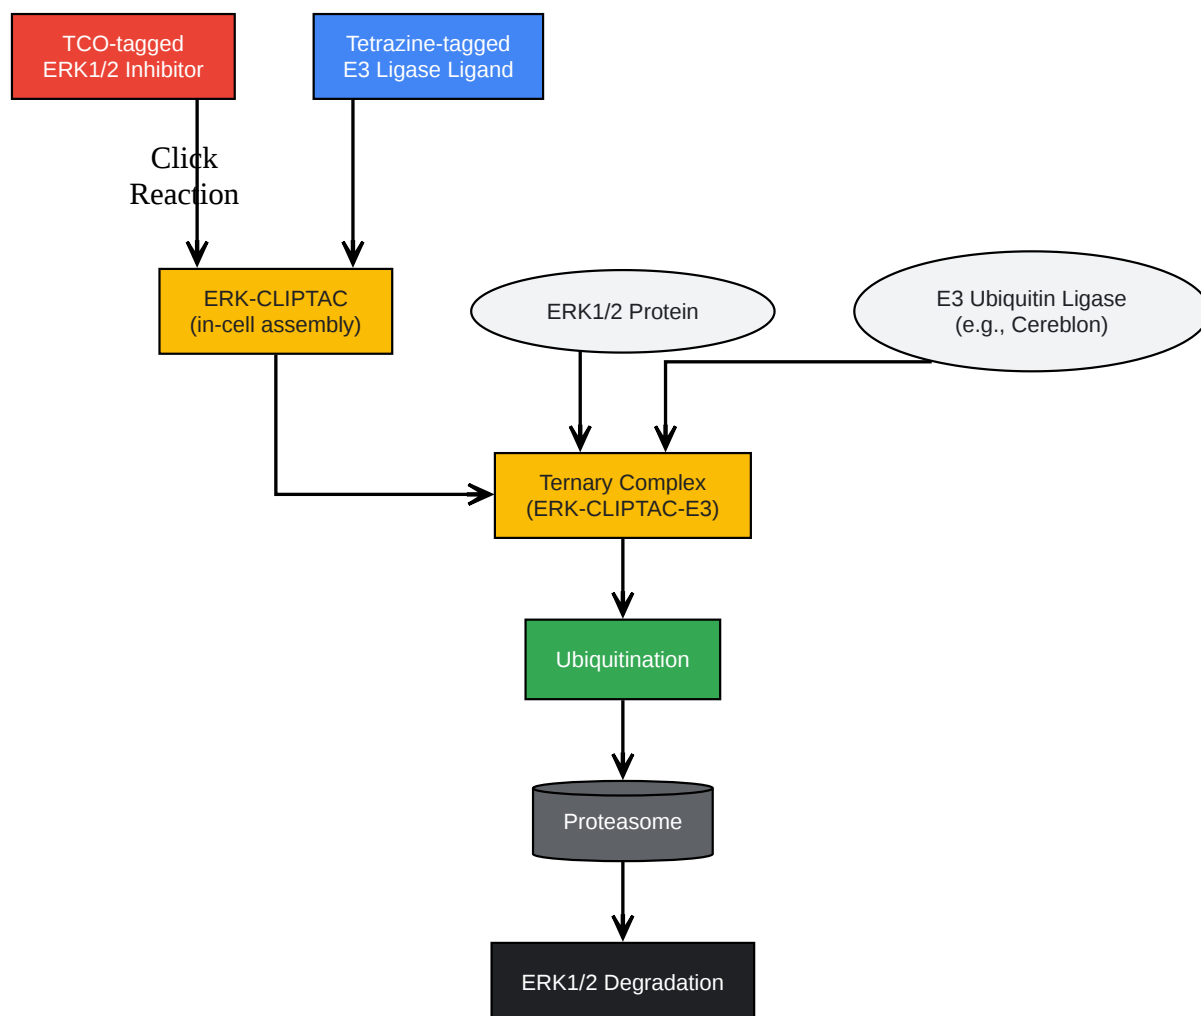 TCO-tagged
ERK1/2 Inhibitor
Tetrazine-tagged
E3 Ligase Ligand
Click
Reaction
ERK-CLIPTAC
(in-cell assembly)
ERK1/2 Protein
E3 Ubiquitin Ligase
(e.g., Cereblon)
Ternary Complex
(ERK-CLIPTAC-E3)
Ubiquitination
Proteasome
ERK1/2 Degradation